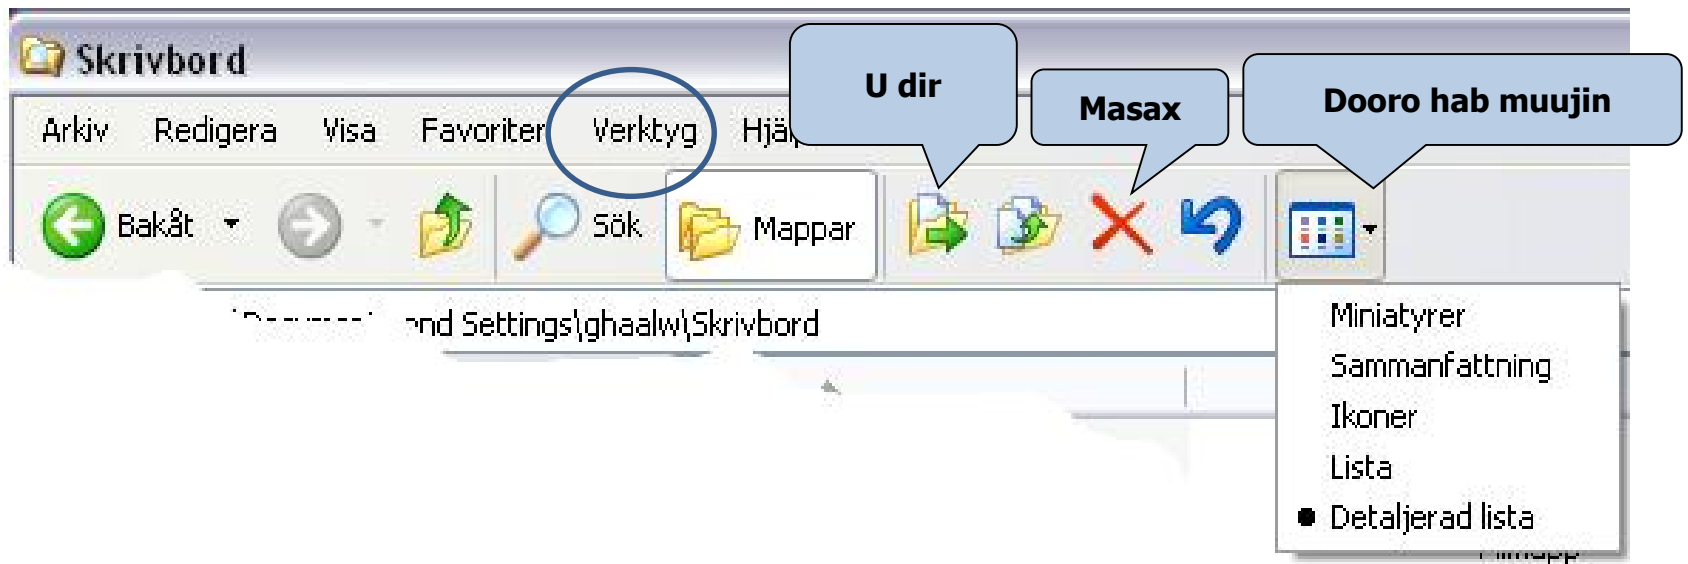 Skrivbord
U dir
Masax
Dooro hab muujin
Arkiv Redigera Visa Favoriter Verktyg
Bakåt Sök Mappar
and Settings\ghaalw\Skrivbord
Miniatyrer
Sammanfattning
Ikoner
Lista
Detaljerad lista